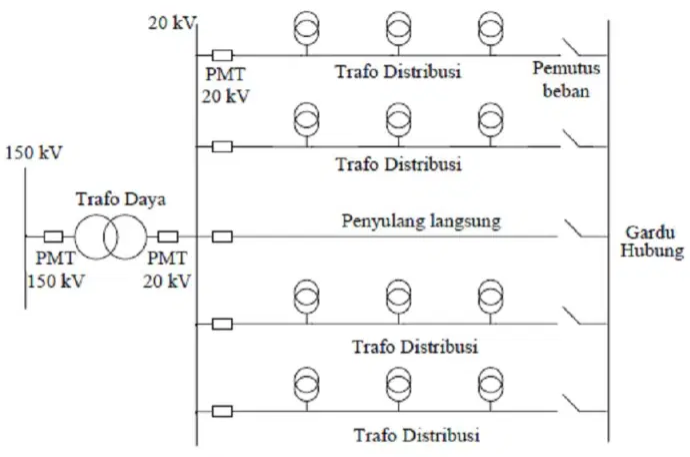 20 kV
PMT
20 kV
Trafo Distribusi
Pemutus
beban
Trafo Distribusi
150 kV
Trafo Daya
Penyulang langsung
Gardu
Hubung
PMT
150 kV
PMT
20 kV
Trafo Distribusi
Trafo Distribusi